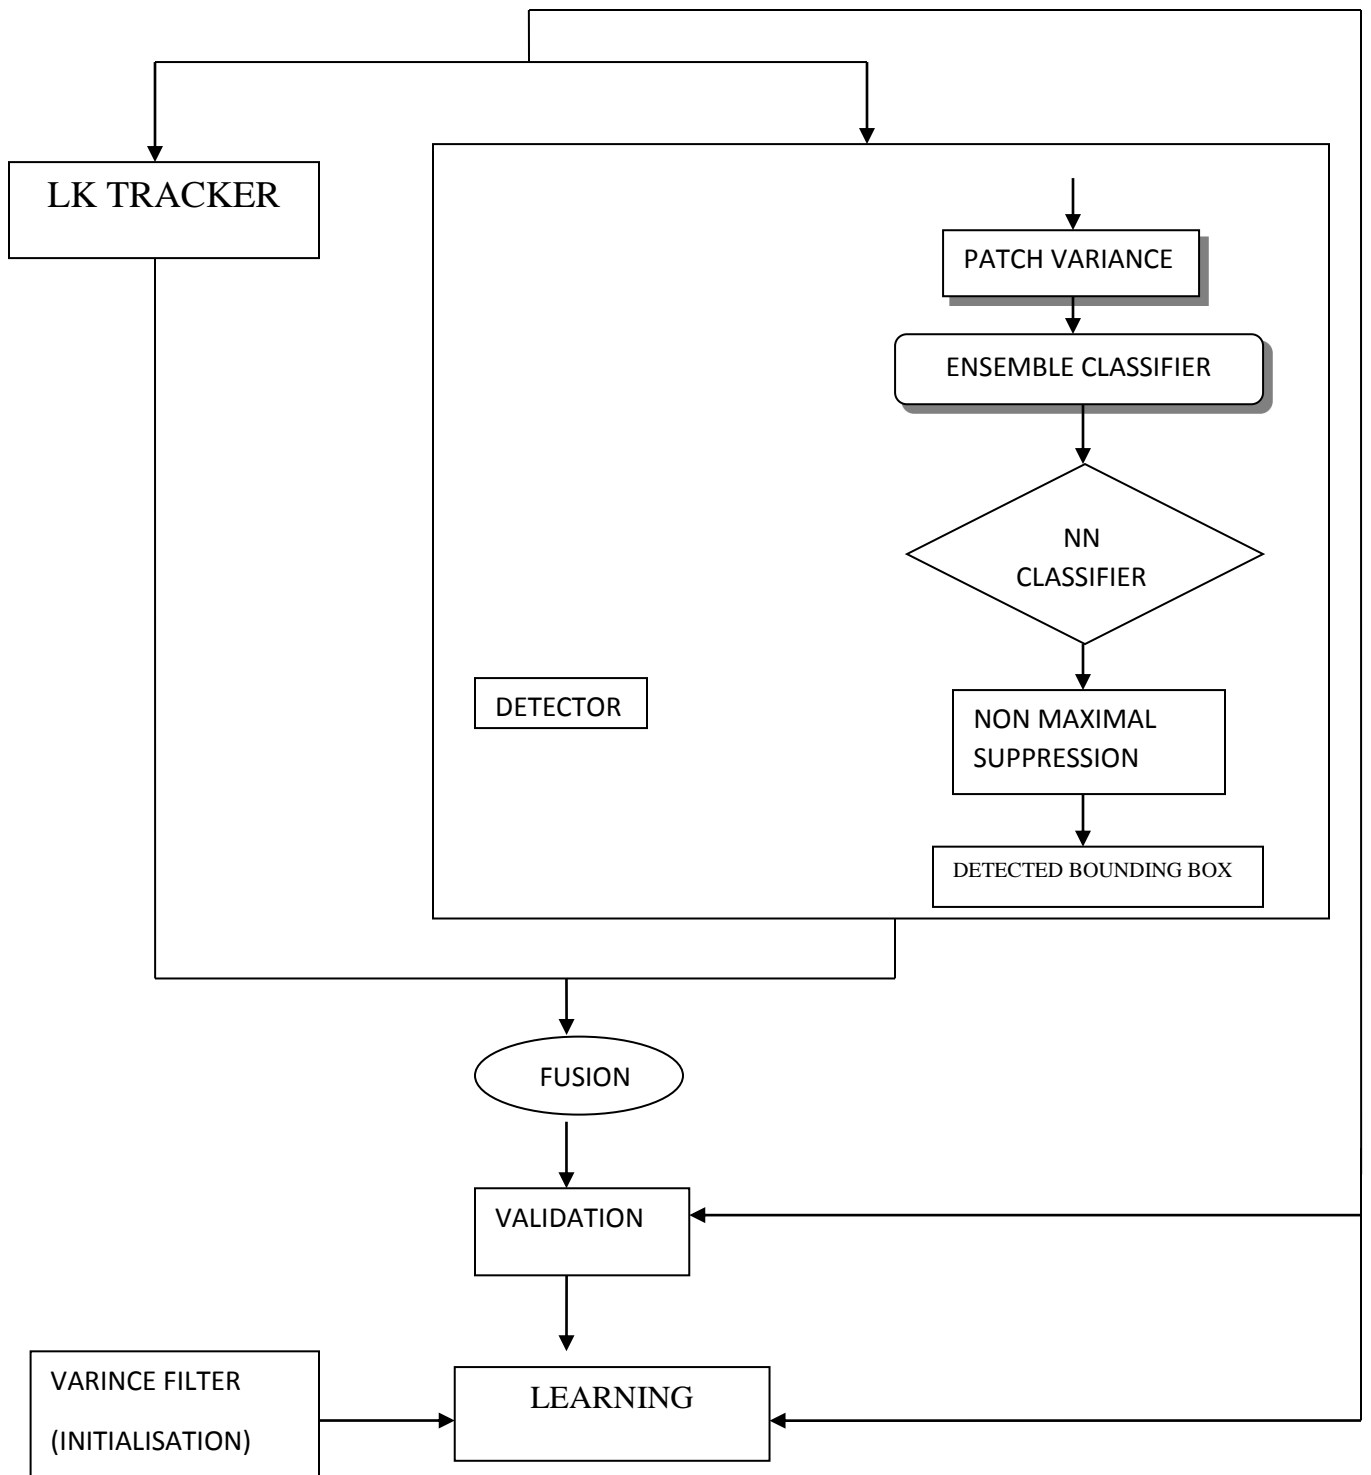 LK TRACKER
PATCH VARIANCE
ENSEMBLE CLASSIFIER
NN
CLASSIFIER
DETECTOR
NON MAXIMAL
SUPPRESSION
DETECTED BOUNDING BOX
FUSION
VALIDATION
VARINCE FILTER
(INITIALISATION)
LEARNING